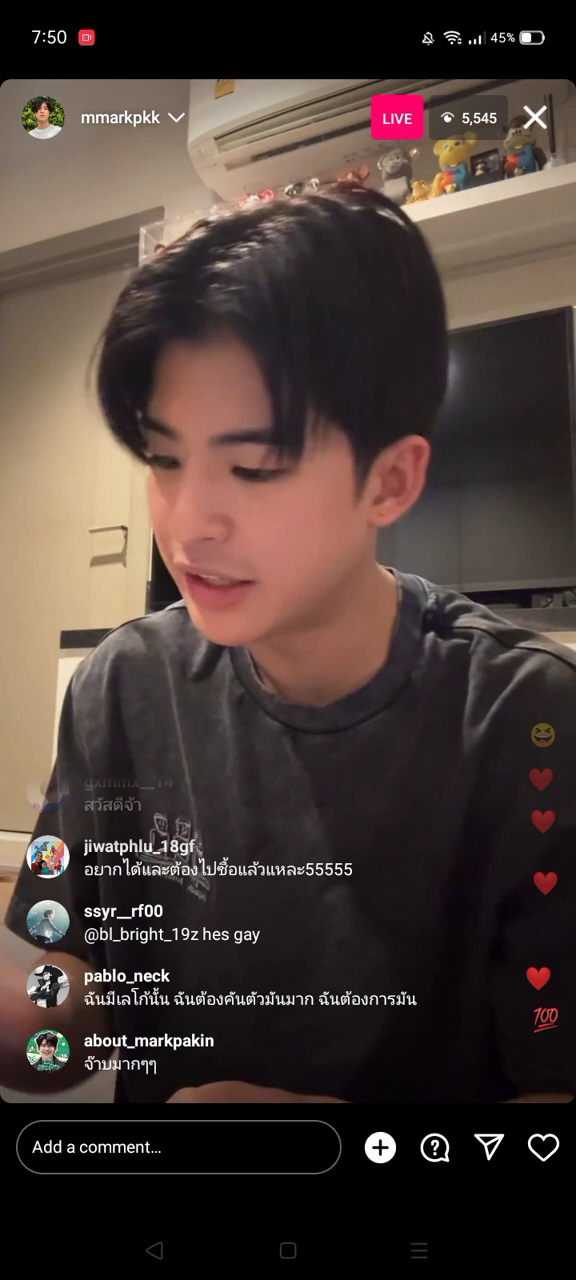 7:50
45%
mmarkpkk
LIVE
5,545
gxmmx__14
สวัสดีจ้า
jiwatphlu_18gf
อยากได้และต้องไปซื้อแล้วแหละ55555
ssyr__rf00
@bl_bright_19z hes gay
pablo_neck
ฉันมีเลโก้นั้น ฉันต้องคันตัวมันมาก ฉันต้องการมัน
about_markpakin
จ๊าบมากๆๆ
100
Add a comment…